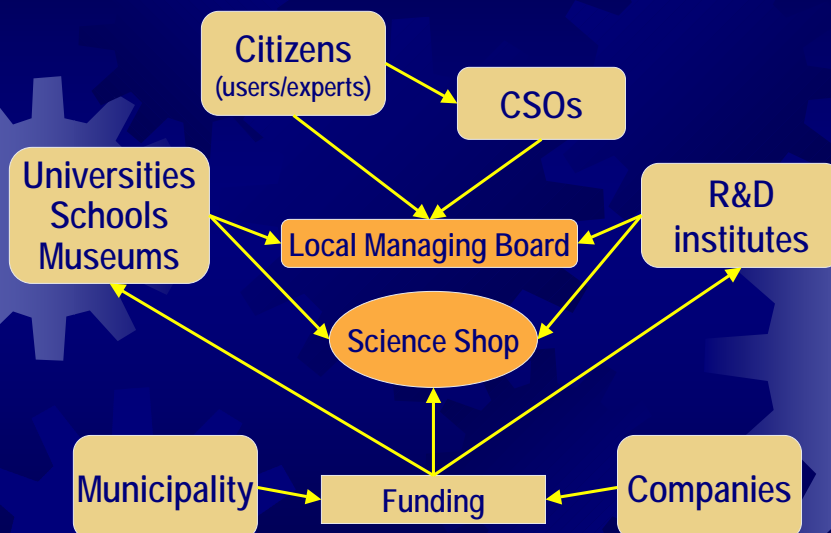 Citizens
(users/experts)
CSOs
Universities
Schools
Museums
R&D
institutes
Local Managing Board
Science Shop
Municipality
Funding
Companies